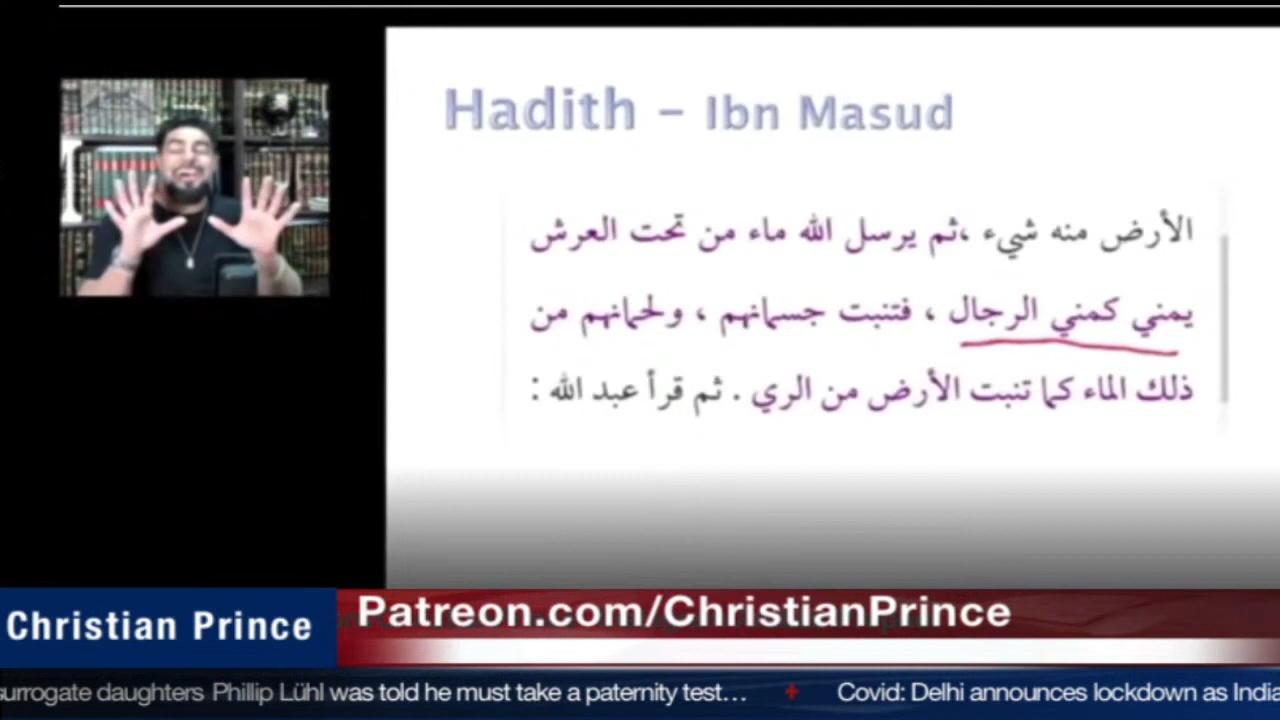 Hadith – Ibn Masud
الأرض منه شيء ،ثم يرسل الله ماء من تحت العرش
يمني كمني الرجال ، فتنبت جسمانهم ، ولحمانهم من
ذلك الماء كما تنبت الأرض من الري . ثم قرأ عبد الله :
Christian Prince
Patreon.com/ChristianPrince
surrogate daughters Phillip Lühl was told he must take a paternity test… + Covid: Delhi announces lockdown as India